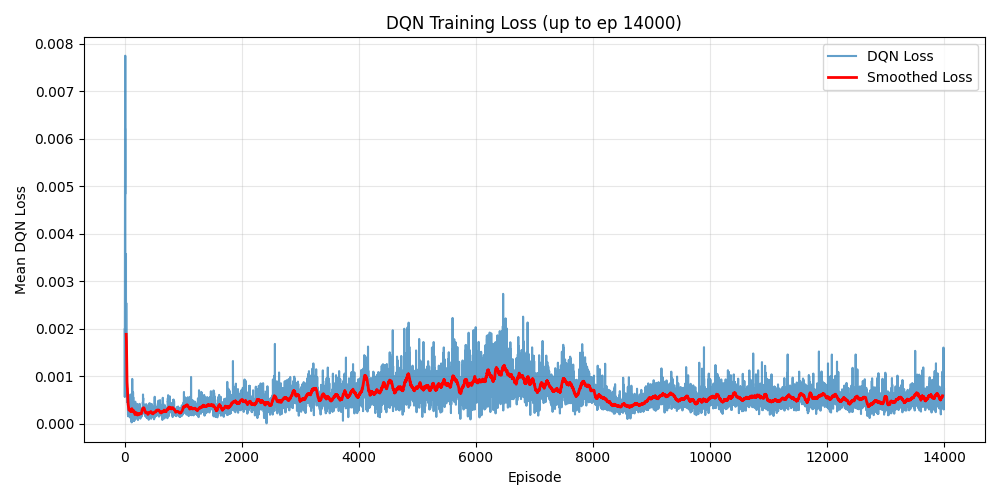 DQN Training Loss (up to ep 14000)
DQN Loss
Smoothed Loss
Mean DQN Loss
0.008
0.007
0.006
0.005
0.004
0.003
0.002
0.001
0.000
0 2000 4000 6000 8000 10000 12000 14000
Episode